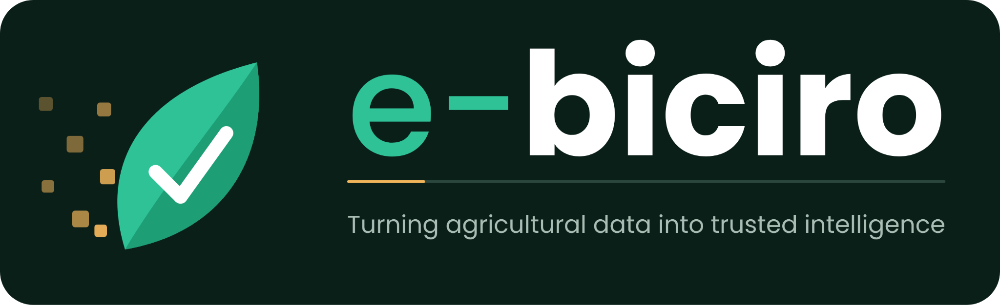 e-biciro
Turning agricultural data into trusted intelligence